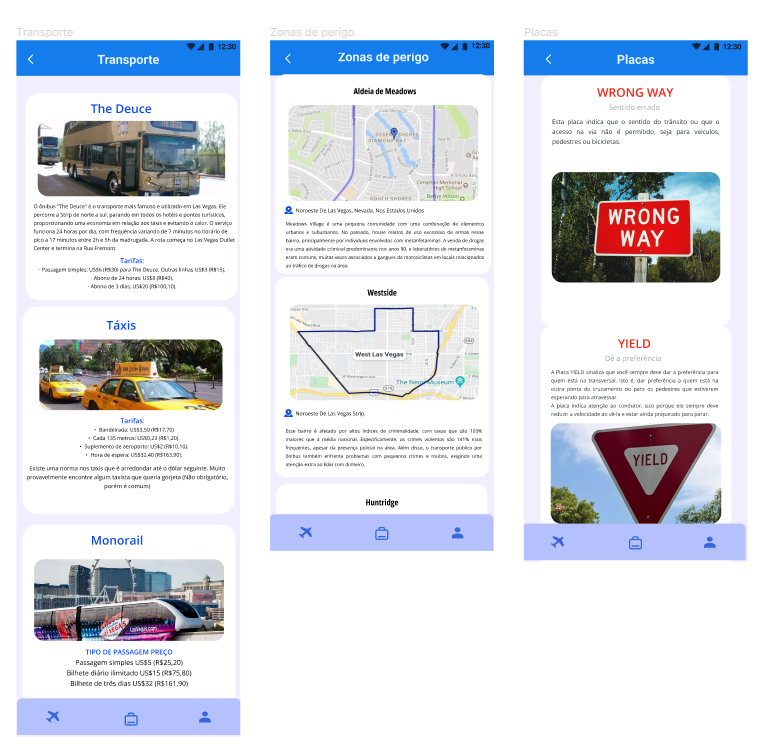 Transporte
12:30
Transporte
The Deuce
O ônibus "The Deuce" é o transporte mais famoso e utilizado em Las Vegas. Ele
percorre a Strip de norte a sul, parando em todos os hotéis e pontos turísticos,
proporcionando uma economia em relação aos táxis e evitando o calor. O serviço
funciona 24 horas por dia, com frequência variando de 7 minutos no horário de
pico a 17 minutos entre 2h e 5h da madrugada. A rota começa no Las Vegas Outlet
Center e termina na Rua Fremont.
Tarifas:
· Passagem simples: US$6 (R$30) para The Deuce. Outras linhas US$3 (R$15),
· Abono de 24 horas: US$8 (R$40).
· Abono de 3 dias: US$20 (R$100,10).
Táxis
Tarifas:
• Bandeirada: US$3,50 (R$17,70)
• Cada 135 metros: US$0,23 (R$1,20).
• Suplemento de aeroporto: US$2 (R$10,10).
• Hora de espera: US$32,40 (R$163,90).
Existe uma norma nos taxis que é arredondar até o dólar seguinte. Muito
provavelmente encontre algum taxista que queria gorjeta (Não obrigatório,
porém é comum)
Monorail
TIPO DE PASSAGEM PREÇO
Passagem simples US$5 (R$25,20)
Bilhete diário ilimitado US$15 (R$75,80)
Bilhete de três dias US$32 (R$161,90)
Zonas de perigo
12:30
Zonas de perigo
Aldeia de Meadows
DESERT SHORES
DIAMOND BAY
Cimarron-Memorial
High School
Bettye Wilson
SOUTH SHORES
Noroeste De Las Vegas, Nevada, Nos Estados Unidos
Meadows Village é uma pequena comunidade com uma combinação de elementos
urbanos e suburbanos. No passado, houve relatos de uso excessivo de armas nesse
bairro, principalmente por indivíduos envolvidos com metanfetaminas. A venda de drogas
era uma atividade criminal predominante nos anos 90, e laboratórios de metanfetaminas
eram comuns, muitas vezes associados a gangues de motociclistas em locais relacionados
ao tráfico de drogas na área.
Westside
West Las Vegas
The Neon Museum
W Washington Ave
Noroeste De Las Vegas Strip,
Esse bairro é afetado por altos índices de criminalidade, com taxas que são 103%
maiores que a média nacional. Especificamente, os crimes violentos são 141% mais
frequentes, apesar da presença policial na área. Além disso, o transporte público por
ônibus também enfrenta problemas com pequenos crimes e roubos, exigindo uma
atenção extra ao lidar com dinheiro.
Huntridge
Placas
12:30
Placas
WRONG WAY
Sentido errado
Esta placa indica que o sentido do trânsito ou que o
acesso na via não é permitido, seja para veículos,
pedestres ou bicicletas.
WRONG
WAY
YIELD
Dê a preferência
A Placa YIELD sinaliza que você sempre deve dar a preferência para
quem está na transversal. Isto é, dar preferência a quem está na
outra ponta do cruzamento ou para os pedestres que estiverem
esperando para atravessar.
A placa indica atenção ao condutor, isso porque ele sempre deve
reduzir a velocidade ao vê-la e estar ainda preparado para parar.
YIELD